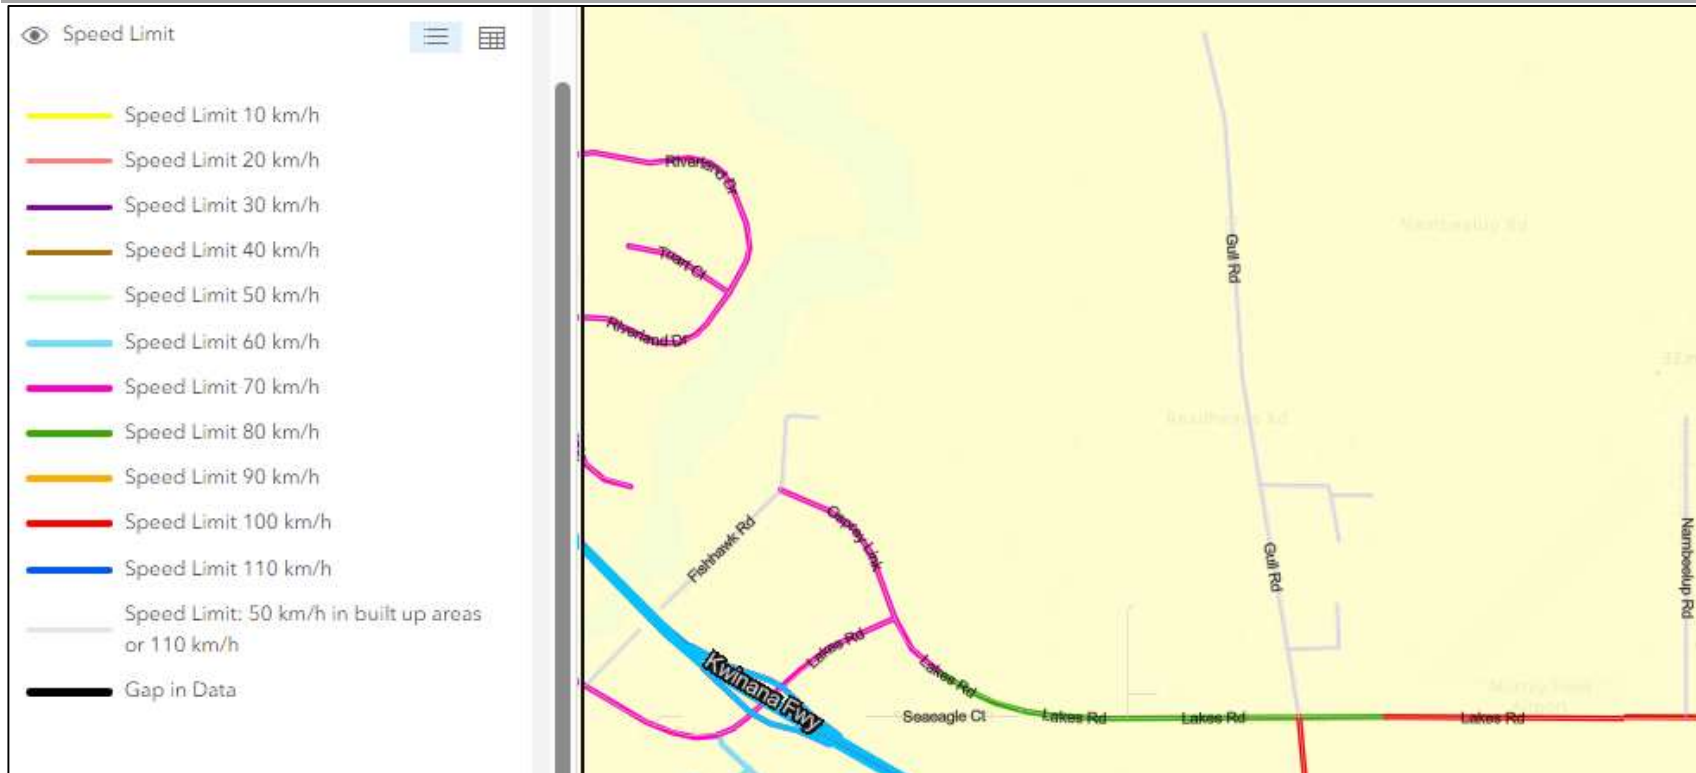 Speed Limit
Speed Limit 10 km/h
Speed Limit 20 km/h
Speed Limit 30 km/h
Speed Limit 40 km/h
Speed Limit 50 km/h
Speed Limit 60 km/h
Speed Limit 70 km/h
Speed Limit 80 km/h
Speed Limit 90 km/h
Speed Limit 100 km/h
Speed Limit 110 km/h
Speed Limit: 50 km/h in built up areas
or 110 km/h
Gap in Data
Riverland Dr
Tuart Ct
Riverland Dr
Gull Rd
Nambeelup Rd
Fishhawk Rd
Osprey Link
Gull Rd
Nambeelup Rd
Lakes Rd
Kwinana Fwy
Lakes Rd
Seaeagle Ct
Lakes Rd
Lakes Rd
Lakes Rd